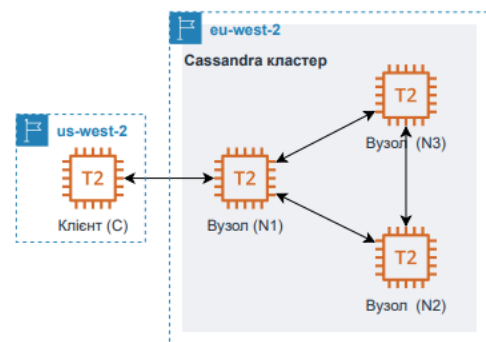 eu-west-2
Cassandra кластер
T2
Вузол (N3)
us-west-2
T2
Клієнт (C)
T2
Вузол (N1)
T2
Вузол (N2)